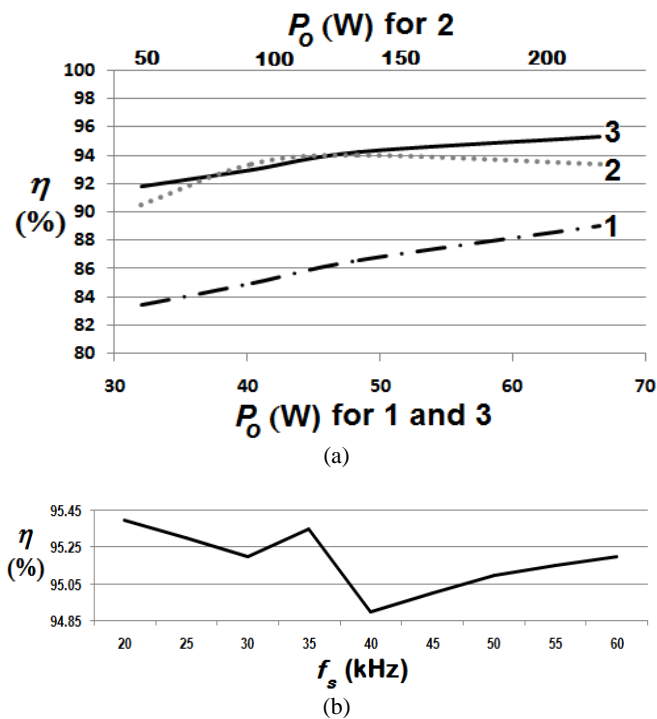 P_O (W) for 2
50 100 150 200
100
98
96
94
92
90
88
86
84
82
80
η
(%)
3
2
1
30 40 50 60 70
P_O (W) for 1 and 3
(a)
η
(%)
95.45
95.25
95.05
94.85
20 25 30 35 40 45 50 55 60
f_s (kHz)
(b)